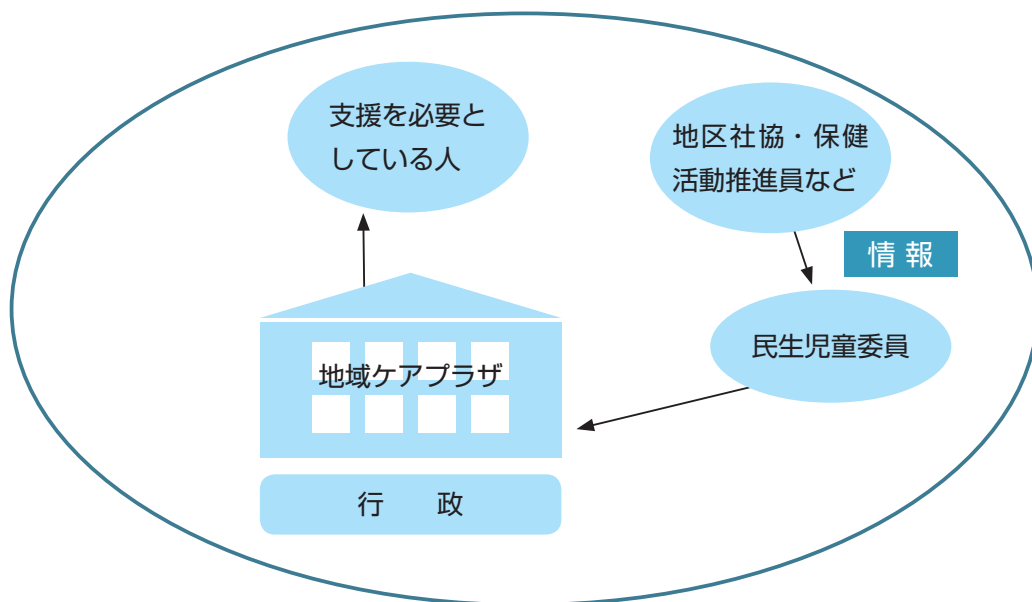 支援を必要と
している人
地区社協・保健
活動推進員など
情報
民生児童委員
地域ケアプラザ
行　政